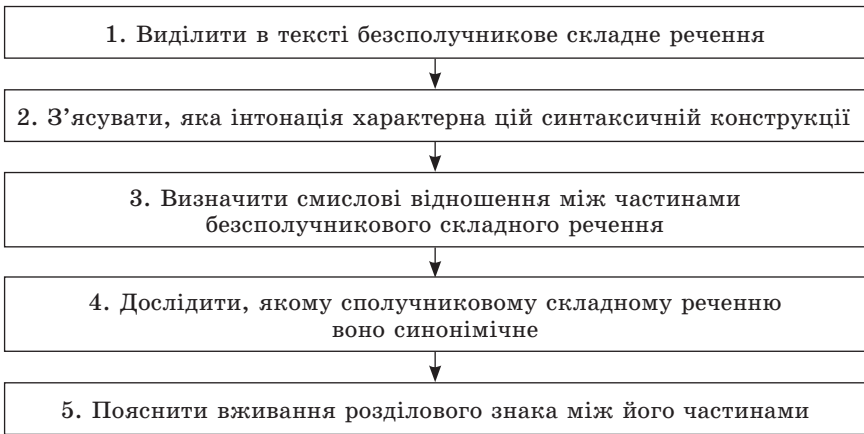 1. Виділити в тексті безсполучникове складне речення
2. З’ясувати, яка інтонація характерна цій синтаксичній конструкції
3. Визначити смислові відношення між частинами
безсполучникового складного речення
4. Дослідити, якому сполучниковому складному реченню
воно синонімічне
5. Пояснити вживання розділового знака між його частинами